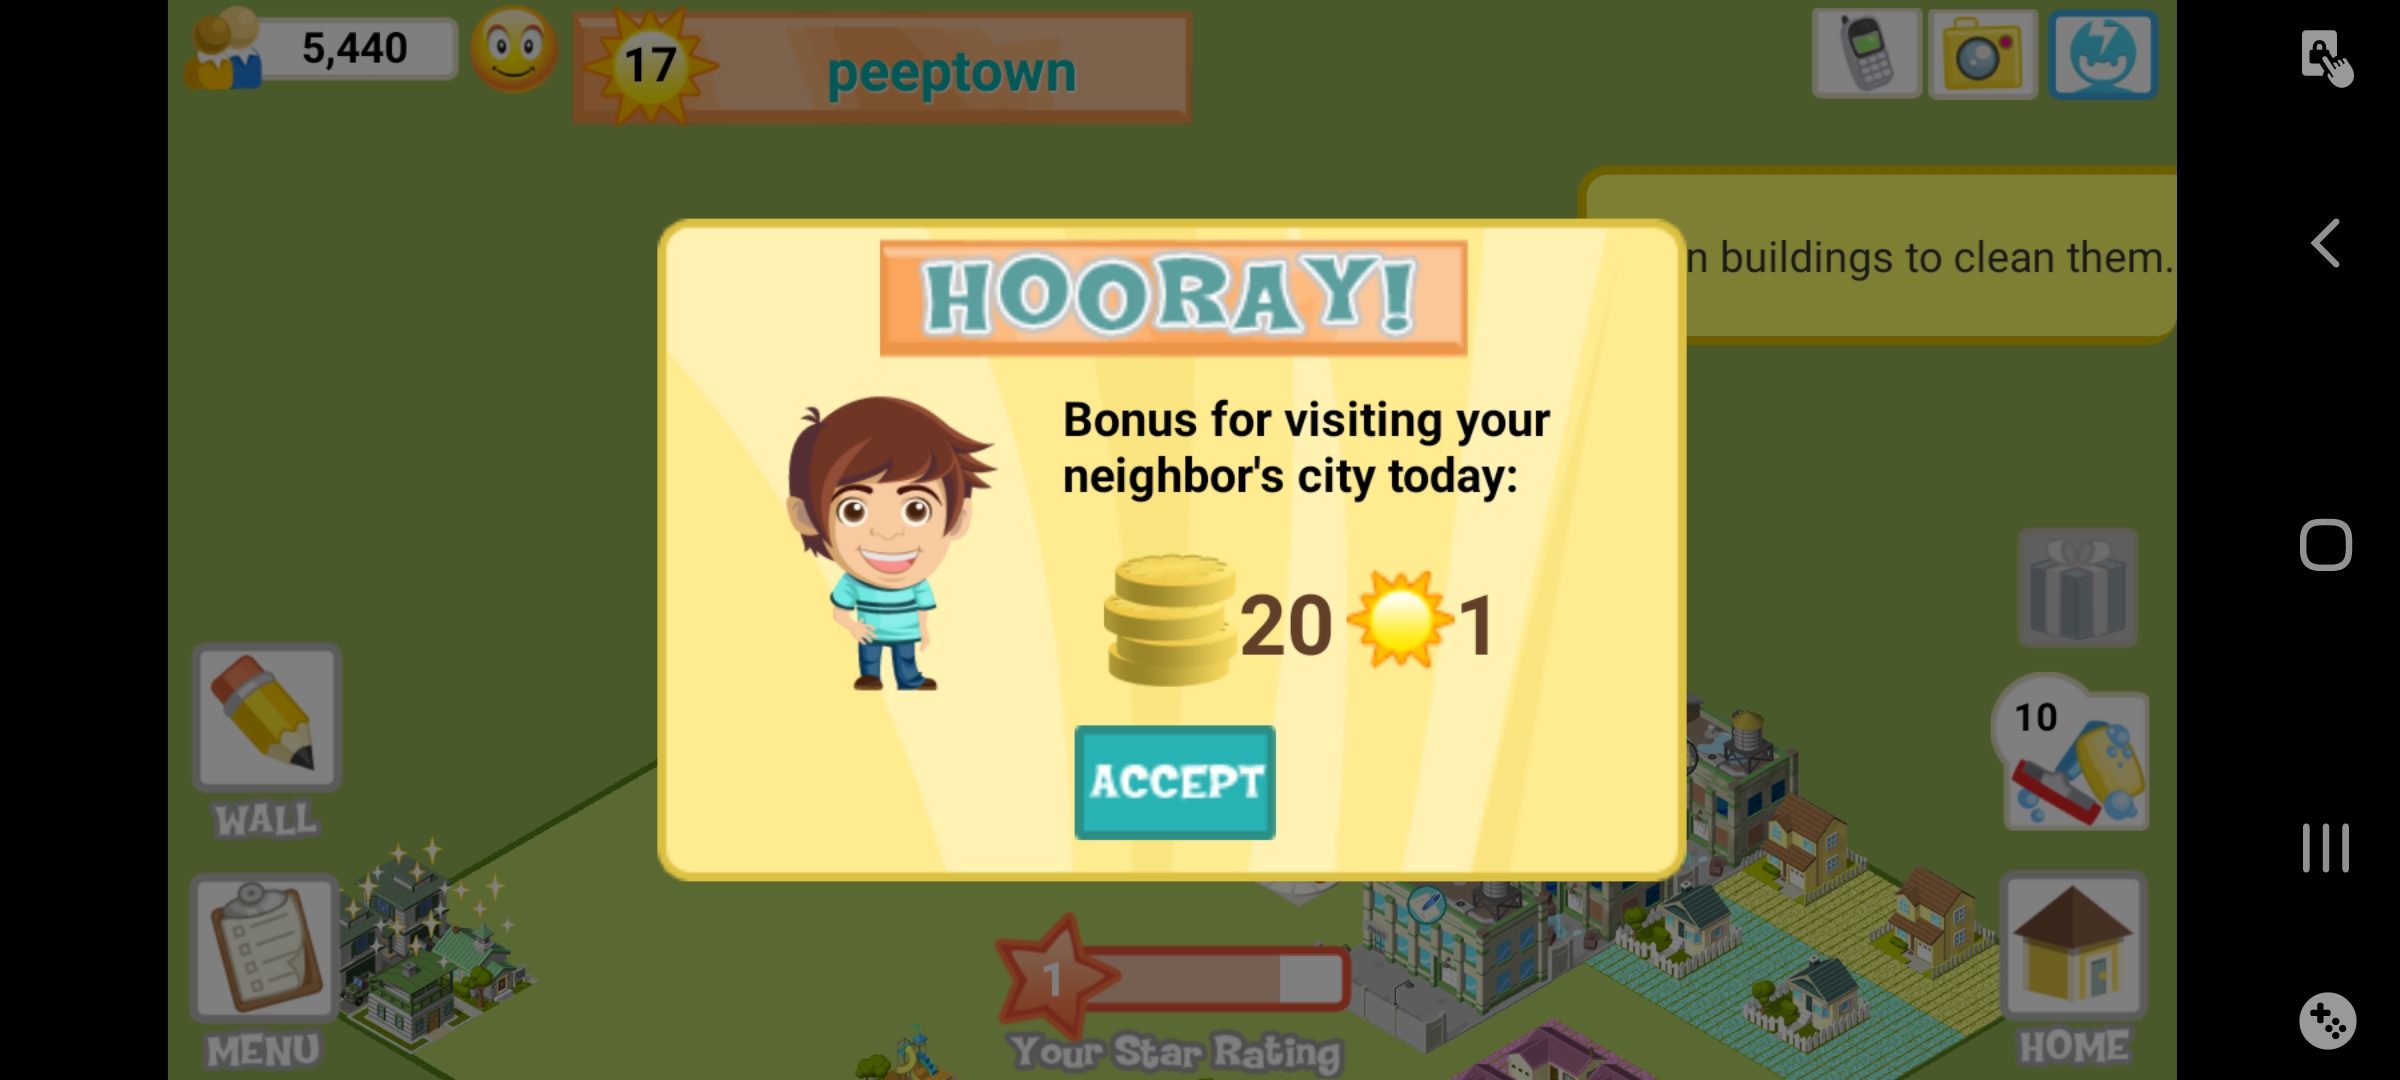 5,440
17
peeptown
n buildings to clean them.
HOORAY!
Bonus for visiting your
neighbor's city today:
20 1
ACCEPT
10
WALL
MENU
1
Your Star Rating
HOME